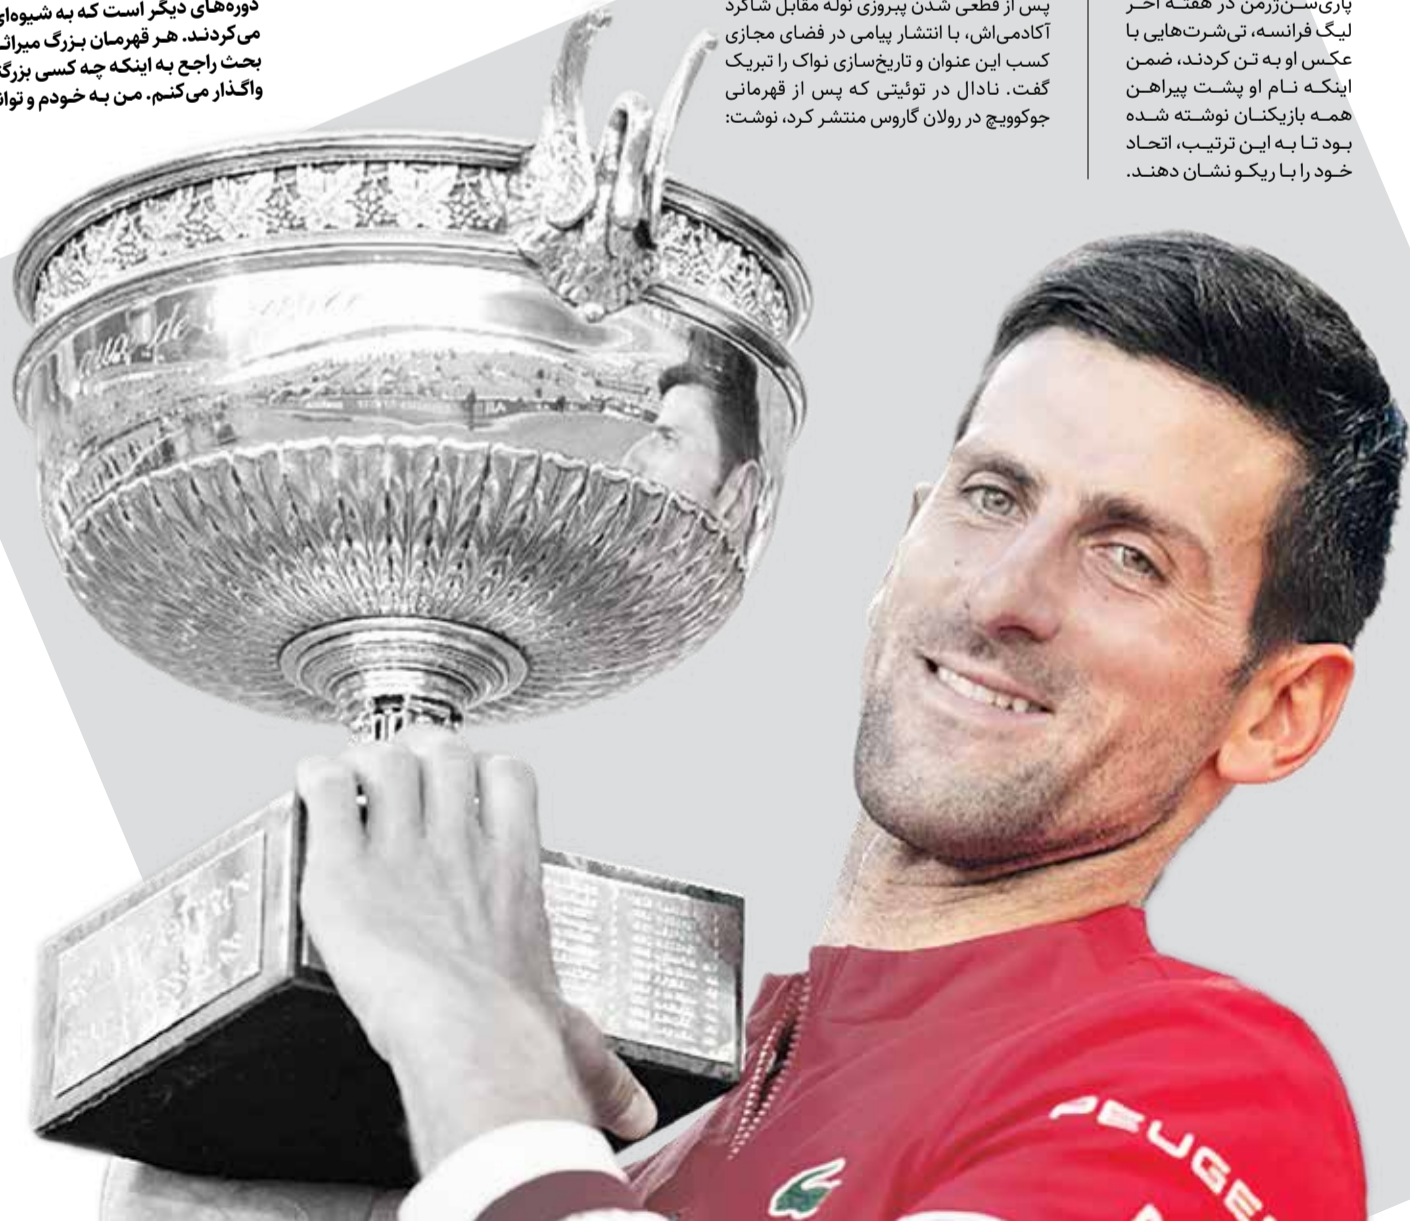 پاری‌سن‌ژرمن در هفته آخر
لیگ فرانسه، تی‌شرت‌هایی با
عکس او به تن کردند، ضمن
اینکه نام او پشت پیراهن
همه بازیکنان نوشته شده
بود تا به این ترتیب، اتحاد
خود را با ریکو نشان دهند.
پس از قطعی شدن پیروزی نوله مقابل شاگرد
آکادمی‌اش، با انتشار پیامی در فضای مجازی
کسب این عنوان و تاریخ‌سازی نواک را تبریک
گفت. نادال در توئیتی که پس از قهرمانی
جوکوویچ در رولان گاروس منتشر کرد، نوشت:
دوره‌های دیگر است که به شیوه‌ای
می‌کردند. هر قهرمان بزرگ
بحث راجع به اینکه چه کسی
واگذار می‌کنم. من به خودم و
PEUGE